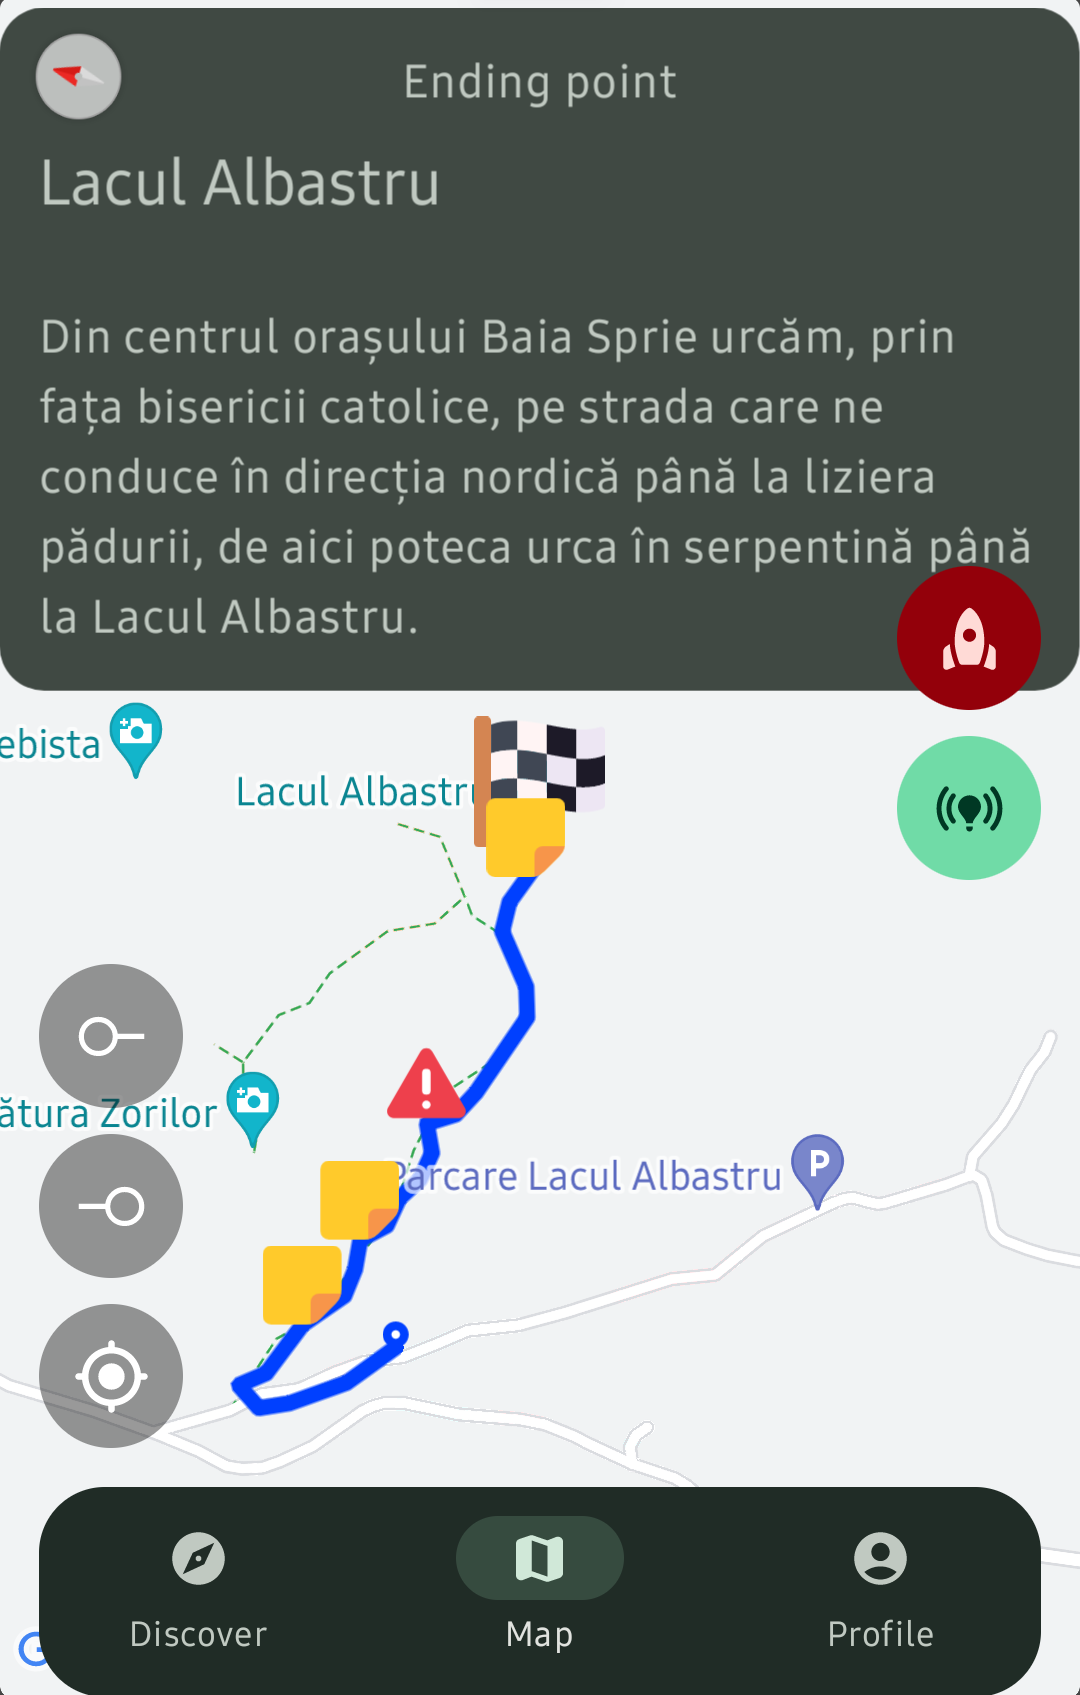 Ending point
Lacul Albastru
Din centrul orașului Baia Sprie urcăm, prin
fața bisericii catolice, pe strada care ne
conduce în direcția nordică până la liziera
pădurii, de aici poteca urca în serpentină până
la Lacul Albastru.
ebista
Lacul Albastru
ătura Zorilor
Parcare Lacul Albastru
P
Discover
Map
Profile
G